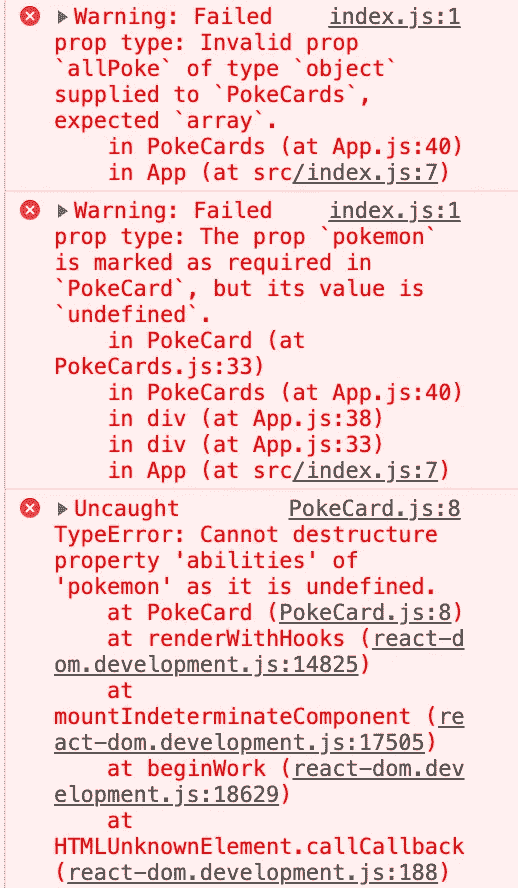 Warning: Failed index.js:1
prop type: Invalid prop
`allPoke` of type `object`
supplied to `PokeCards`,
expected `array`.
in PokeCards (at App.js:40)
in App (at src/index.js:7)
Warning: Failed index.js:1
prop type: The prop `pokemon`
is marked as required in
`PokeCard`, but its value is
`undefined`.
in PokeCard (at
PokeCards.js:33)
in PokeCards (at App.js:40)
in div (at App.js:38)
in div (at App.js:33)
in App (at src/index.js:7)
Uncaught PokeCard.js:8
TypeError: Cannot destructure
property 'abilities' of
'pokemon' as it is undefined.
at PokeCard (PokeCard.js:8)
at renderWithHooks (react-d
om.development.js:14825)
at
mountIndeterminateComponent (re
act-dom.development.js:17505)
at beginWork (react-dom.dev
elopment.js:18629)
at
HTMLUnknownElement.callCallback
(react-dom.development.js:188)